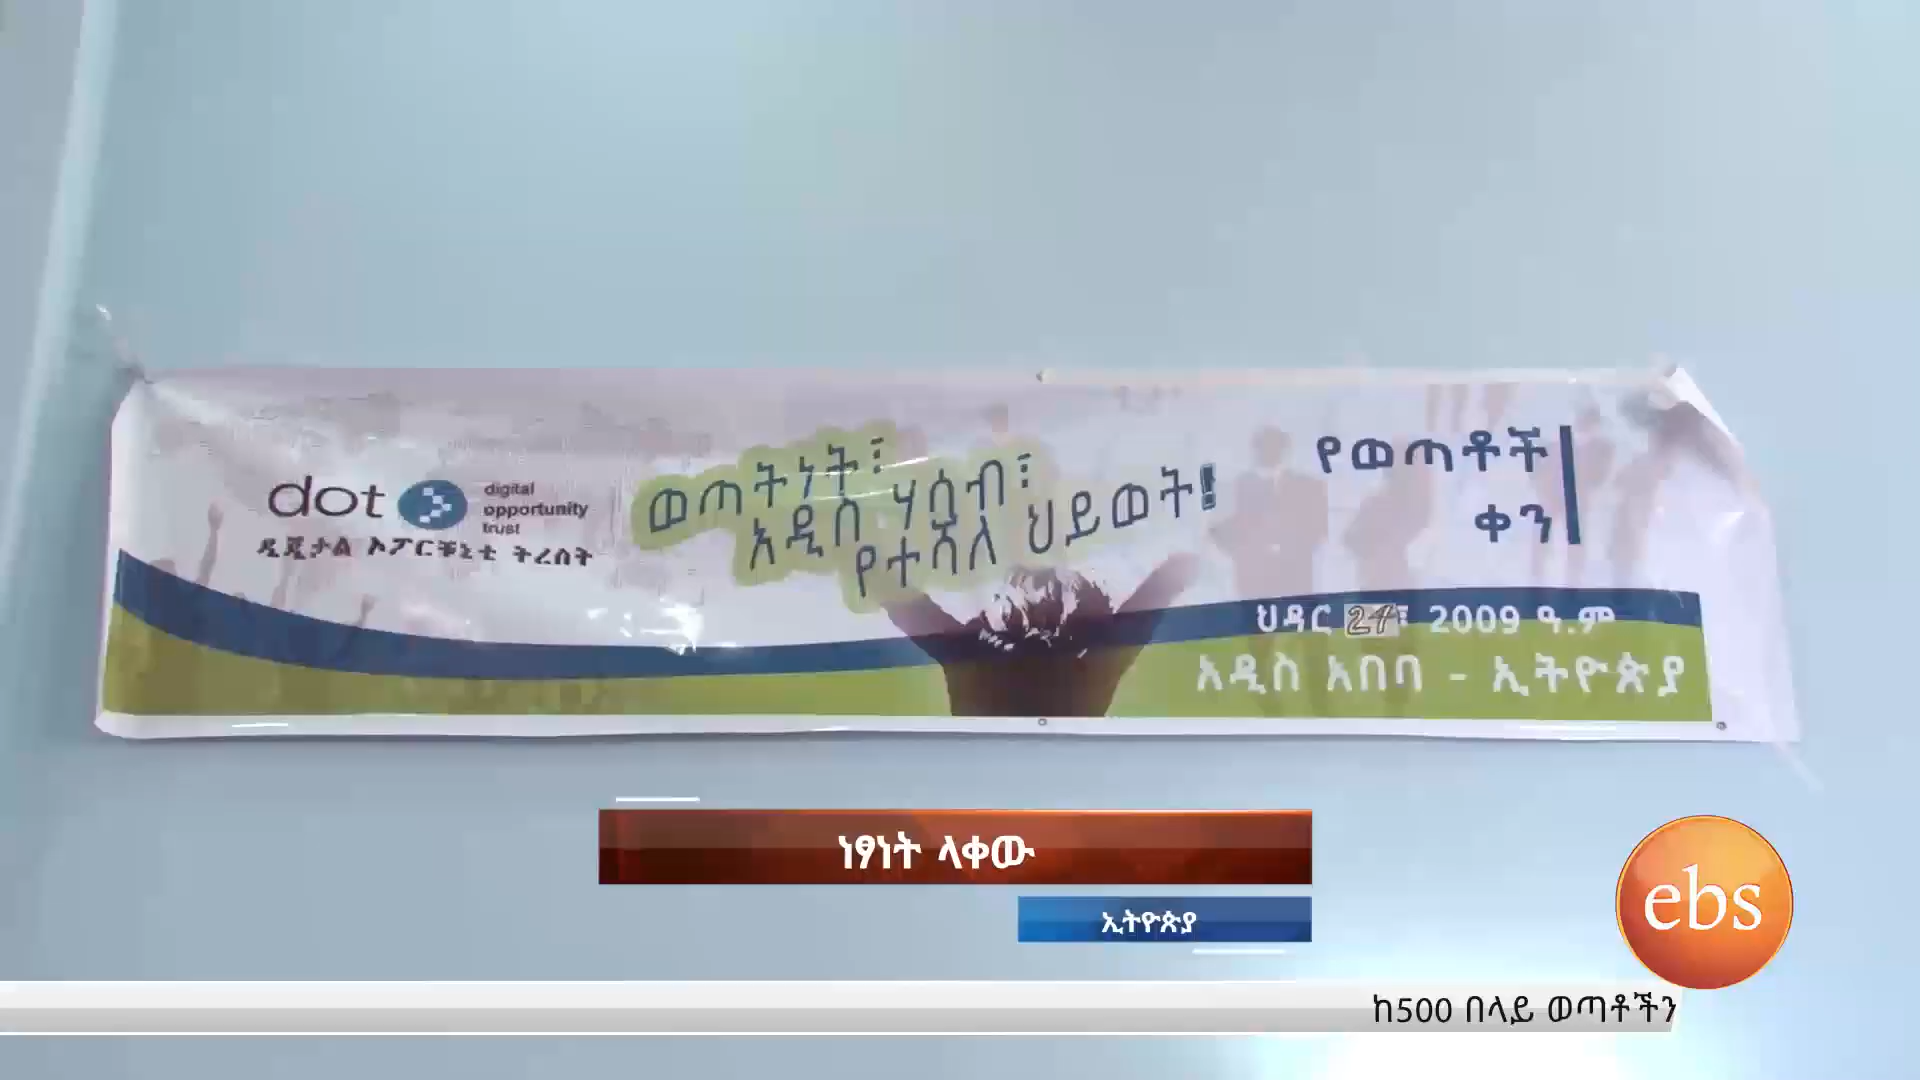 dot
digital
opportunity
trust
ዲጂታል ኦፖርቹኒቲ ትረስት
ወጣትነት፣
አዲስ ሃሳብ፣
የተሻለ ህይወት!
የወጣቶች
ቀን
ህዳር 24፣ 2009 ዓ.ም
አዲስ አበባ - ኢትዮጵያ
ነፃነት ላቀው
ኢትዮጵያ
ebs
ከ500 በላይ ወጣቶችን